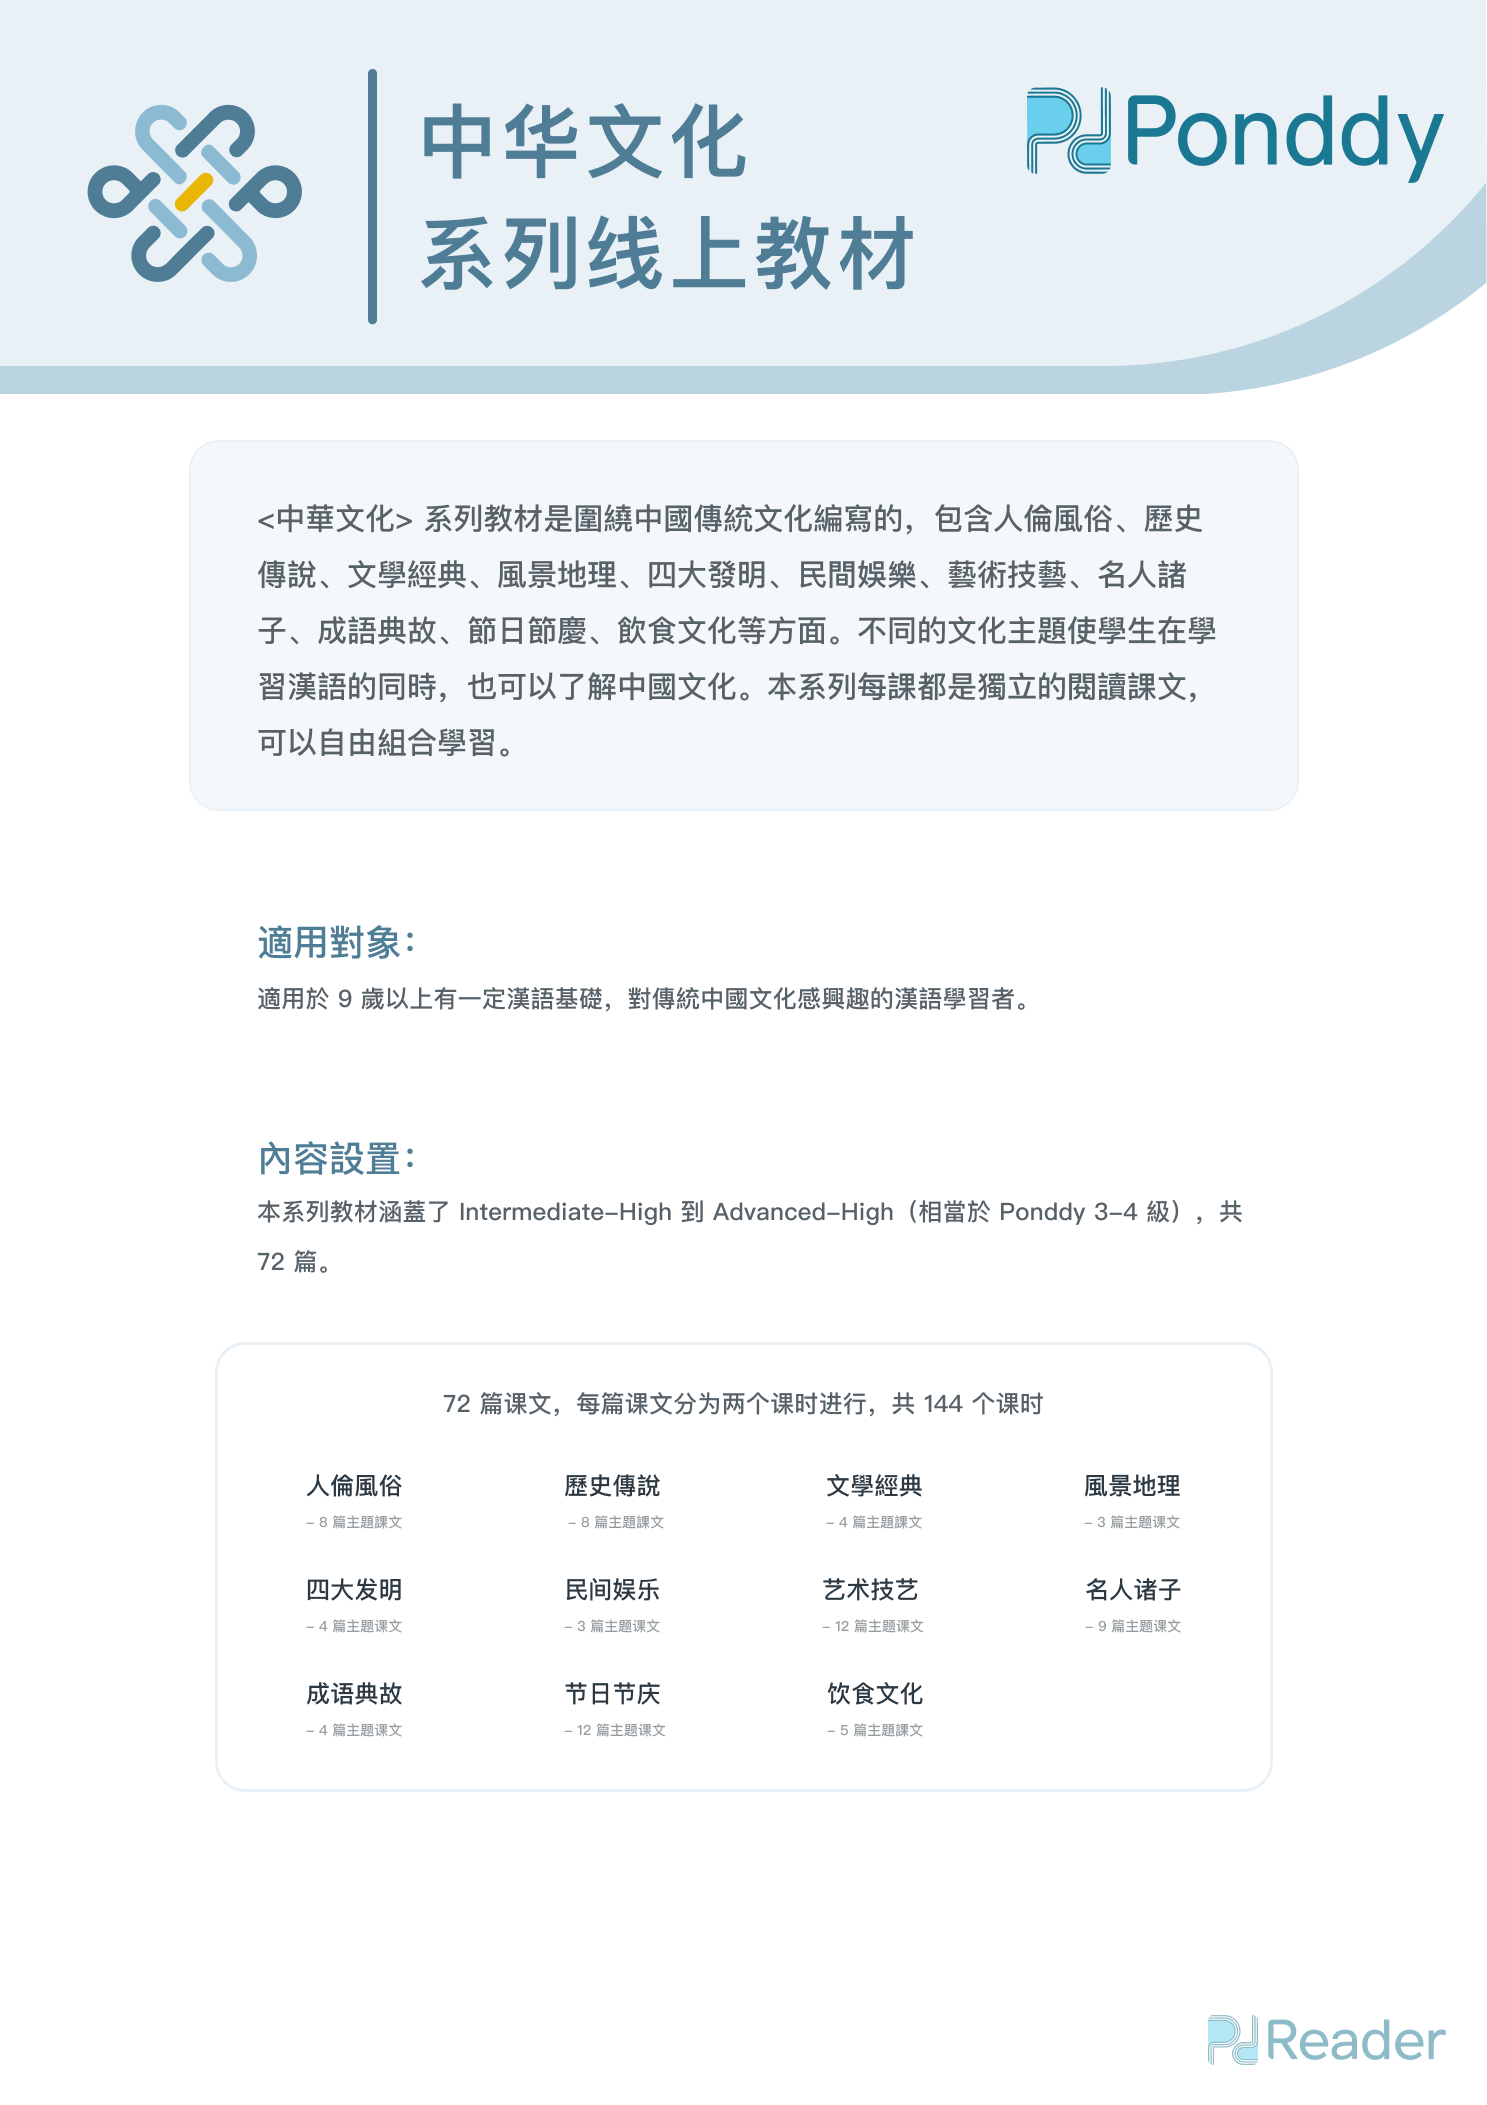 中华文化
系列线上教材
Ponddy
<中華文化> 系列教材是圍繞中國傳統文化編寫的，包含人倫風俗、歷史
傳說、文學經典、風景地理、四大發明、民間娛樂、藝術技藝、名人諸
子、成語典故、節日節慶、飲食文化等方面。不同的文化主題使學生在學
習漢語的同時，也可以了解中國文化。本系列每課都是獨立的閱讀課文，
可以自由組合學習。
適用對象：
適用於 9 歲以上有一定漢語基礎，對傳統中國文化感興趣的漢語學習者。
內容設置：
本系列教材涵蓋了 Intermediate-High 到 Advanced-High（相當於 Ponddy 3-4 級），共
72 篇。
72 篇课文，每篇课文分为两个课时进行，共 144 个课时
人倫風俗 歷史傳說 文學經典 風景地理
- 8 篇主題課文 - 8 篇主題課文 - 4 篇主題課文 - 3 篇主题课文
四大发明 民间娱乐 艺术技艺 名人诸子
- 4 篇主题课文 - 3 篇主题课文 - 12 篇主题课文 - 9 篇主题课文
成语典故 节日节庆 饮食文化
- 4 篇主题课文 - 12 篇主题课文 - 5 篇主題課文
Reader